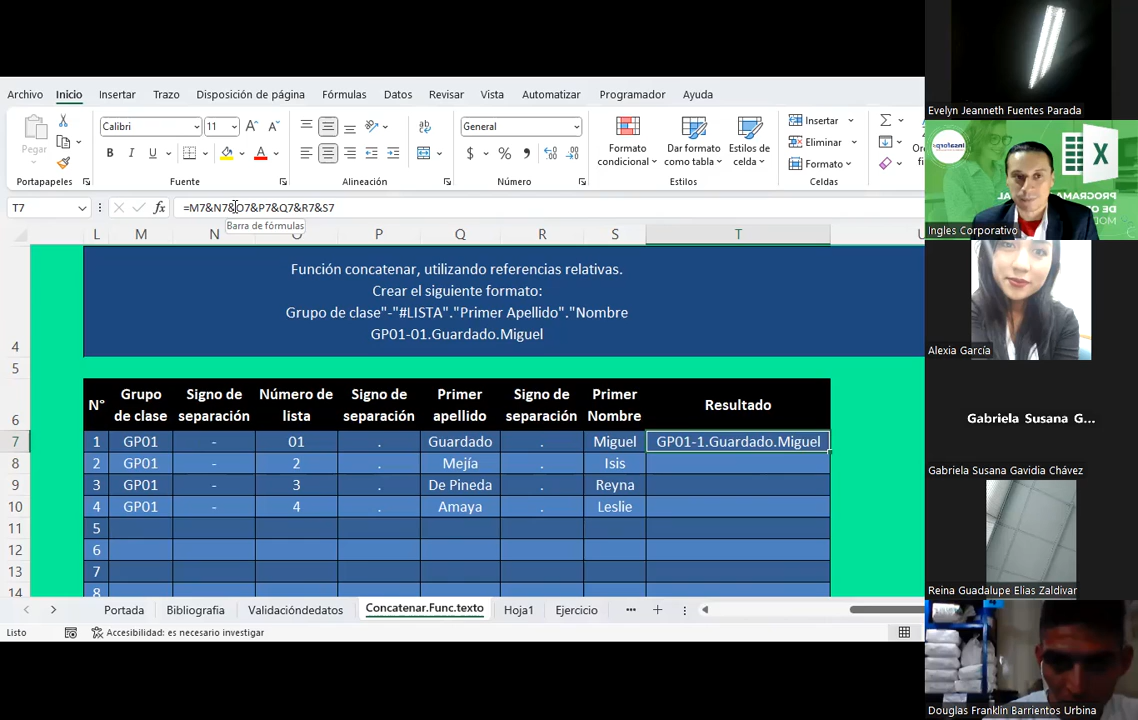 Archivo Inicio Insertar Trazo Disposición de página Fórmulas Datos Revisar Vista Automatizar Programador Ayuda
Pegar
Calibri 11
N K S
General
$ % 9
Formato condicional
Dar formato como tabla
Estilos de celda
Insertar
Eliminar
Formato
Portapapeles Fuente Alineación Número Estilos Celdas
T7 fx =M7&N7&O7&P7&Q7&R7&S7
Barra de fórmulas
L M N O P Q R S T U
Función concatenar, utilizando referencias relativas.
Crear el siguiente formato:
Grupo de clase"-"#LISTA"."Primer Apellido"."Nombre
4 GP01-01.Guardado.Miguel
5
6 N° Grupo de clase Signo de separación Número de lista Signo de separación Primer apellido Signo de separación Primer Nombre Resultado
7 1 GP01 - 01 . Guardado . Miguel GP01-1.Guardado.Miguel
8 2 GP01 - 2 . Mejía . Isis
9 3 GP01 - 3 . De Pineda . Reyna
10 4 GP01 - 4 . Amaya . Leslie
11 5
12 6
13 7
14 8
Portada Bibliografia Validacióndedatos Concatenar.Func.texto Hoja1 Ejercicio
Listo Accesibilidad: es necesario investigar
Evelyn Jeanneth Fuentes Parada
PROGRAMA
X
Ingles Corporativo
Alexia García
Gabriela Susana G...
Gabriela Susana Gavidia Chávez
Reina Guadalupe Elias Zaldivar
Douglas Franklin Barrientos Urbina